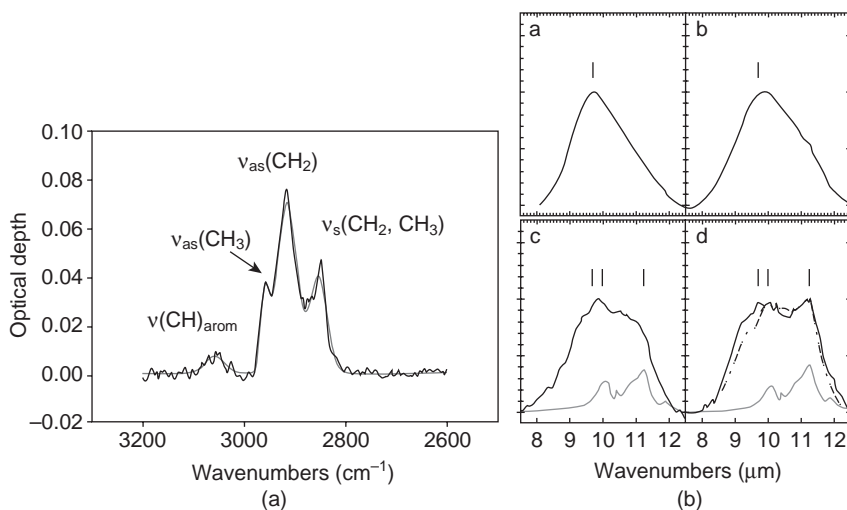 0.10
0.08
0.06
0.04
0.02
0.00
–0.02
Optical depth
ν(CH)arom
νas(CH3)
νas(CH2)
νs(CH2, CH3)
3200 3000 2800 2600
Wavenumbers (cm–1)
(a)
a b
c d
8 9 10 11 12 8 9 10 11 12
Wavenumbers (μm)
(b)